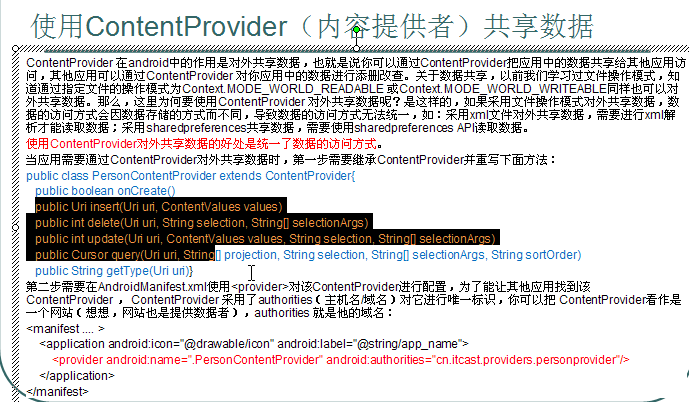 使用ContentProvider（内容提供者）共享数据
ContentProvider 在android中的作用是对外共享数据，也就是说你可以通过ContentProvider把应用中的数据共享给其他应用访
问，其他应用可以通过ContentProvider 对你应用中的数据进行添删改查。关于数据共享，以前我们学习过文件操作模式，知
道通过指定文件的操作模式为Context.MODE_WORLD_READABLE 或Context.MODE_WORLD_WRITEABLE同样也可以对
外共享数据。那么，这里为何要使用ContentProvider 对外共享数据呢？是这样的，如果采用文件操作模式对外共享数据，数
据的访问方式会因数据存储的方式而不同，导致数据的访问方式无法统一，如：采用xml文件对外共享数据，需要进行xml解
析才能读取数据；采用sharedpreferences共享数据，需要使用sharedpreferences API读取数据。
使用ContentProvider对外共享数据的好处是统一了数据的访问方式。
当应用需要通过ContentProvider对外共享数据时，第一步需要继承ContentProvider并重写下面方法：
public class PersonContentProvider extends ContentProvider{
public boolean onCreate()
public Uri insert(Uri uri, ContentValues values)
public int delete(Uri uri, String selection, String[] selectionArgs)
public int update(Uri uri, ContentValues values, String selection, String[] selectionArgs)
public Cursor query(Uri uri, String[] projection, String selection, String[] selectionArgs, String sortOrder)
public String getType(Uri uri)}
第二步需要在AndroidManifest.xml使用<provider>对该ContentProvider进行配置，为了能让其他应用找到该
ContentProvider ， ContentProvider 采用了authorities（主机名/域名）对它进行唯一标识，你可以把 ContentProvider看作是
一个网站（想想，网站也是提供数据者），authorities 就是他的域名：
<manifest .... >
<application android:icon="@drawable/icon" android:label="@string/app_name">
<provider android:name=".PersonContentProvider" android:authorities="cn.itcast.providers.personprovider"/>
</application>
</manifest>